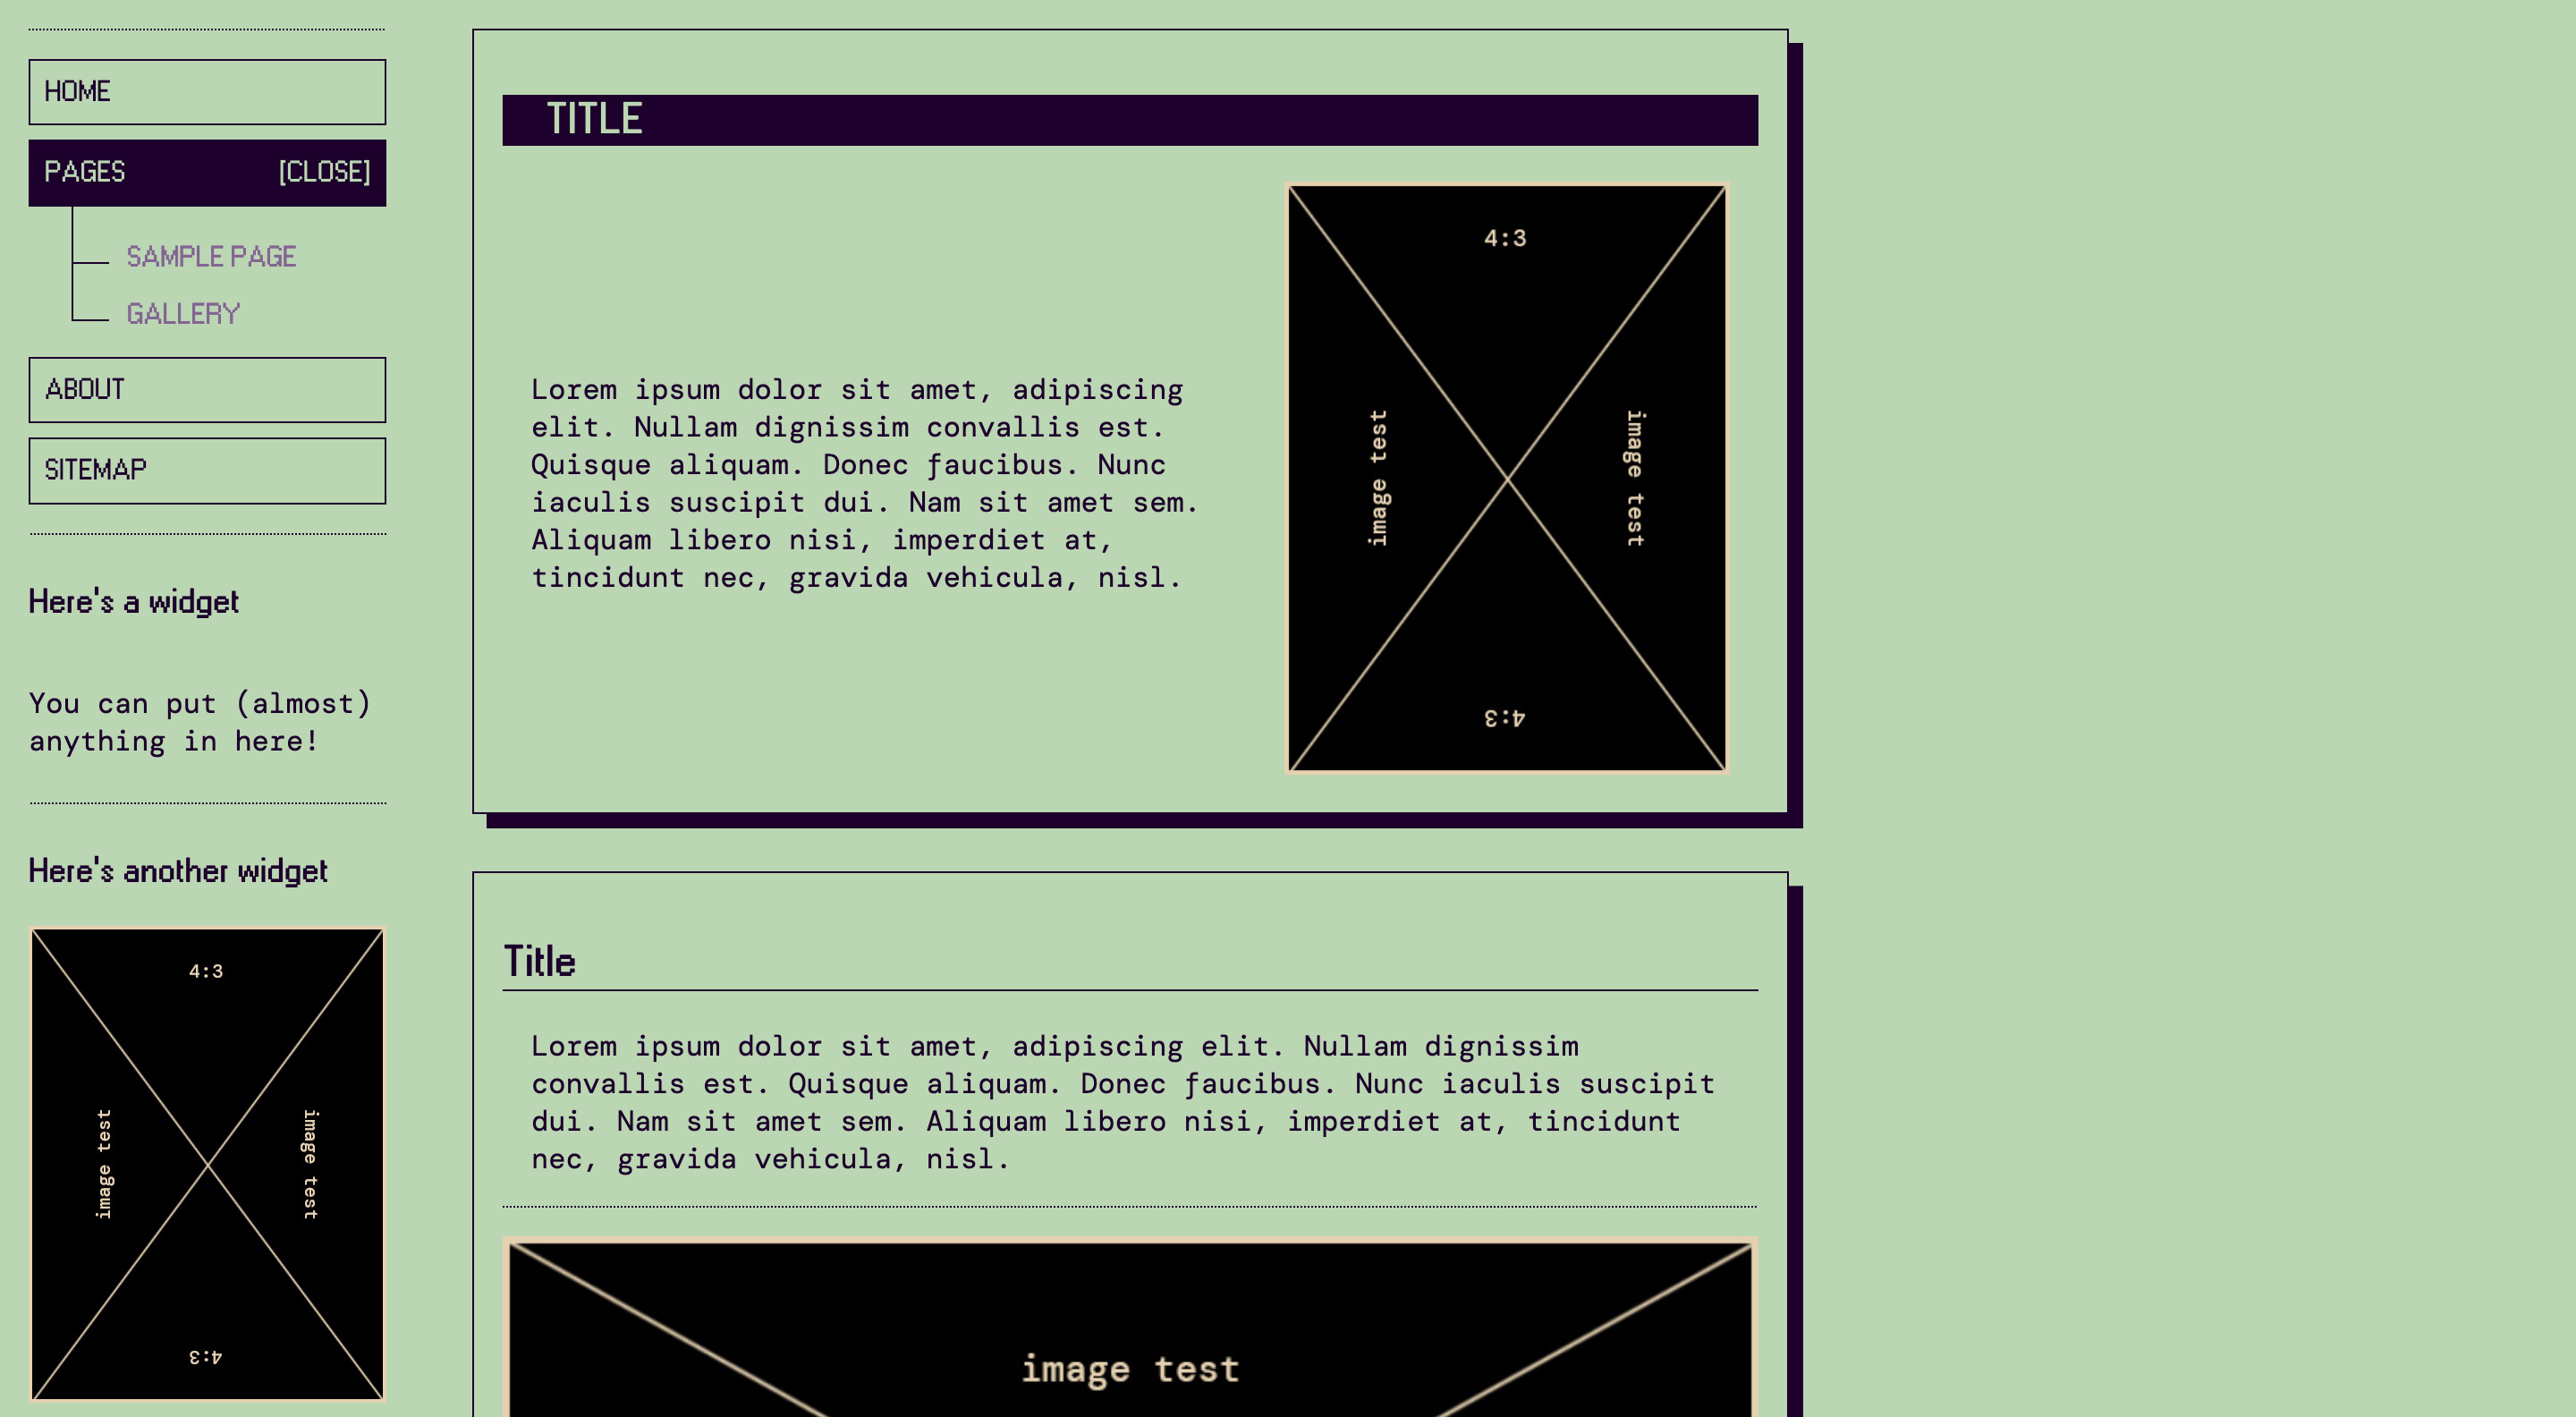 HOME
PAGES [CLOSE]
SAMPLE PAGE
GALLERY
ABOUT
SITEMAP
Here's a widget
You can put (almost)
anything in here!
Here's another widget
4:3
image test
image test
4:3
TITLE
Lorem ipsum dolor sit amet, adipiscing
elit. Nullam dignissim convallis est.
Quisque aliquam. Donec faucibus. Nunc
iaculis suscipit dui. Nam sit amet sem.
Aliquam libero nisi, imperdiet at,
tincidunt nec, gravida vehicula, nisl.
4:3
image test
image test
4:3
Title
Lorem ipsum dolor sit amet, adipiscing elit. Nullam dignissim
convallis est. Quisque aliquam. Donec faucibus. Nunc iaculis suscipit
dui. Nam sit amet sem. Aliquam libero nisi, imperdiet at, tincidunt
nec, gravida vehicula, nisl.
image test